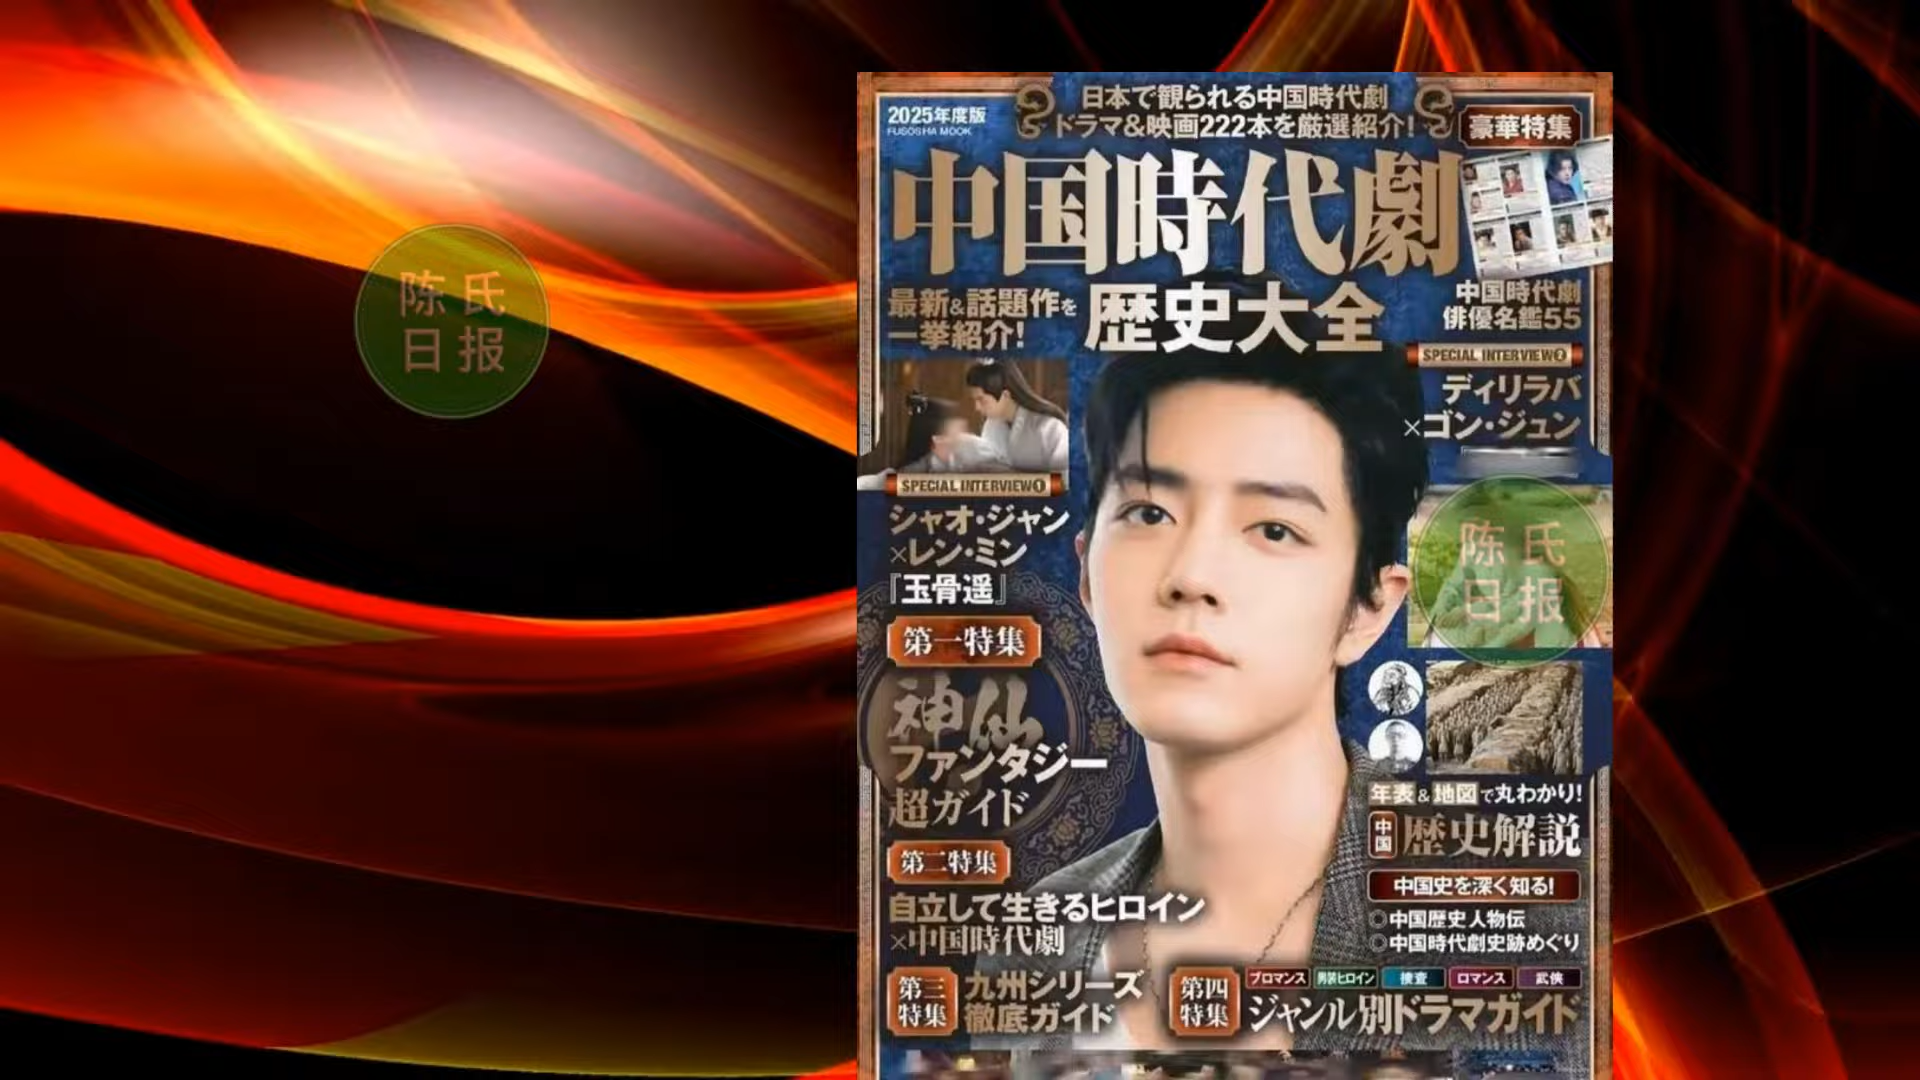 陈氏
日报
2025年度版
FUSOSHA MOOK
日本で観られる中国時代劇
ドラマ&映画222本を厳選紹介!
豪華特集
中国時代劇
最新&話題作を
一挙紹介!
歴史大全
中国時代劇
俳優名鑑55
SPECIAL INTERVIEW❷
ディリラバ
×ゴン・ジュン
SPECIAL INTERVIEW❶
シャオ・ジャン
×レン・ミン
『玉骨遥』
陈氏
日报
第一特集
神仙
ファンタジー
超ガイド
年表&地図で丸わかり!
中国
歴史解説
第二特集
自立して生きるヒロイン
×中国時代劇
中国史を深く知る!
○中国歴史人物伝
○中国時代劇史跡めぐり
第三
特集
九州シリーズ
徹底ガイド
第四
特集
ブロマンス
男装ヒロイン
捜査
ロマンス
武侠
ジャンル別ドラマガイド